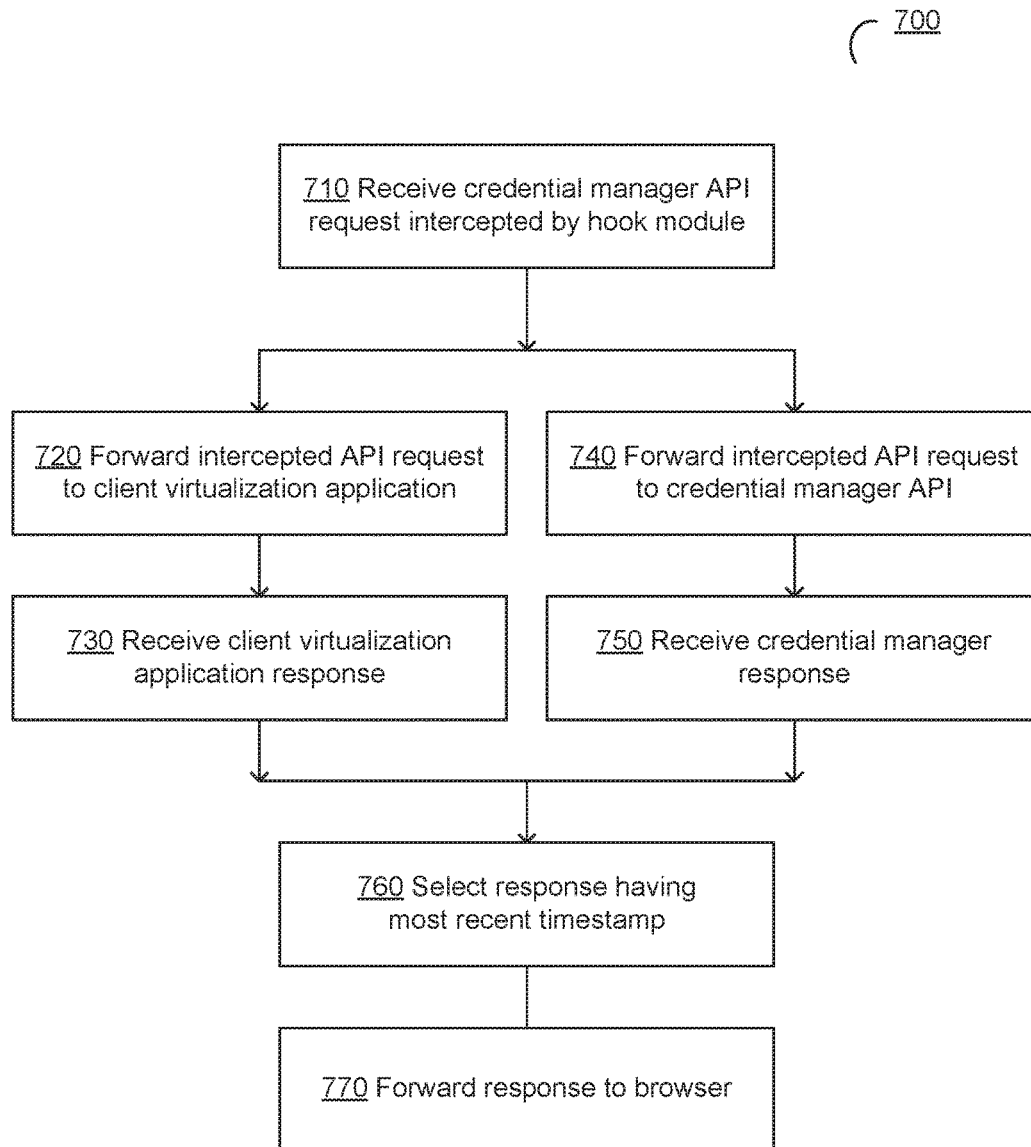 700
710 Receive credential manager API
request intercepted by hook module
720 Forward intercepted API request
to client virtualization application
740 Forward intercepted API request
to credential manager API
730 Receive client virtualization
application response
750 Receive credential manager
response
760 Select response having
most recent timestamp
770 Forward response to browser